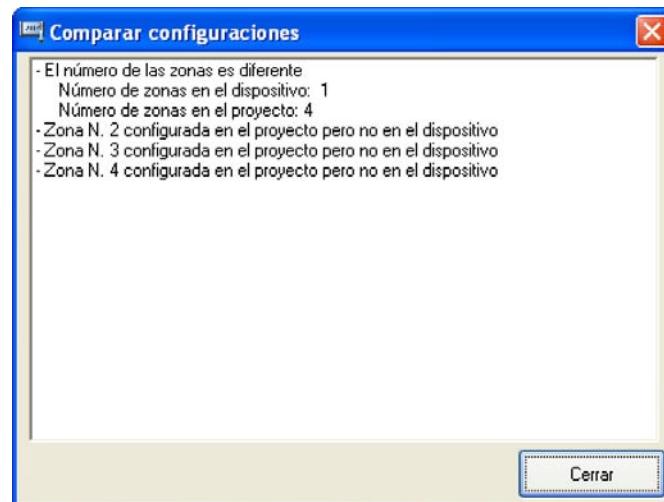 Comparar configuraciones
- El número de las zonas es diferente
Número de zonas en el dispositivo: 1
Número de zonas en el proyecto: 4
- Zona N. 2 configurada en el proyecto pero no en el dispositivo
- Zona N. 3 configurada en el proyecto pero no en el dispositivo
- Zona N. 4 configurada en el proyecto pero no en el dispositivo
Cerrar